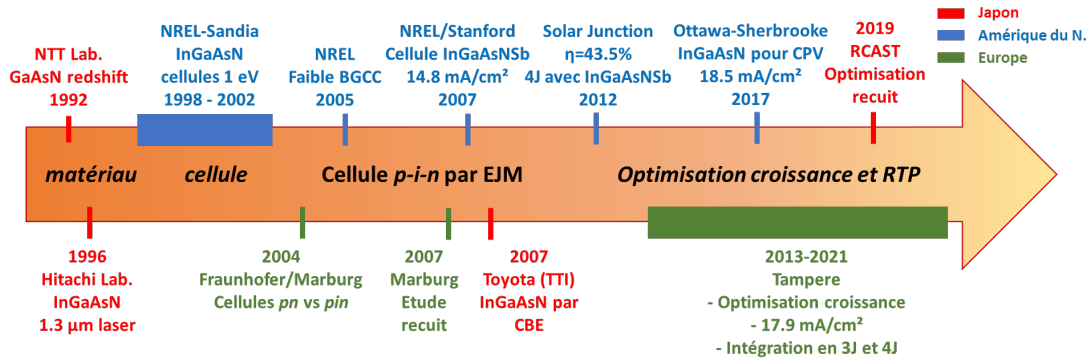 NTT Lab.
GaAsN redshift
1992
NREL-Sandia
InGaAsN
cellules 1 eV
1998 - 2002
NREL
Faible BGCC
2005
NREL/Stanford
Cellule InGaAsNSb
14.8 mA/cm²
2007
Solar Junction
η=43.5%
4J avec InGaAsNSb
2012
Ottawa-Sherbrooke
InGaAsN pour CPV
18.5 mA/cm²
2017
2019
RCAST
Optimisation
recuit
Japon
Amérique du N.
Europe
matériau
cellule
Cellule p-i-n par EJM
Optimisation croissance et RTP
1996
Hitachi Lab.
InGaAsN
1.3 µm laser
2004
Fraunhofer/Marburg
Cellules pn vs pin
2007
Marburg
Etude
recuit
2007
Toyota (TTI)
InGaAsN par
CBE
2013-2021
Tampere
- Optimisation croissance
- 17.9 mA/cm²
- Intégration en 3J et 4J